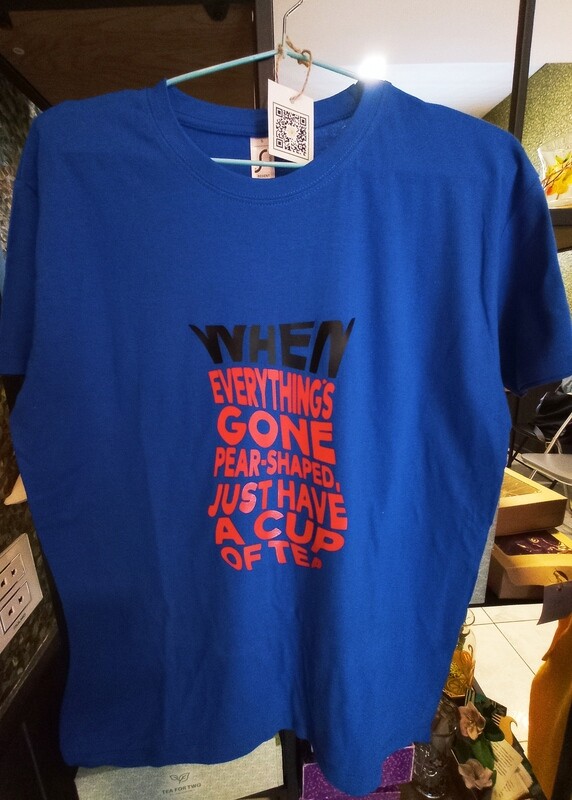 WHEN
EVERYTHING'S
GONE
PEAR-SHAPED,
JUST HAVE
A CUP
OF TEA
TEA FOR TWO